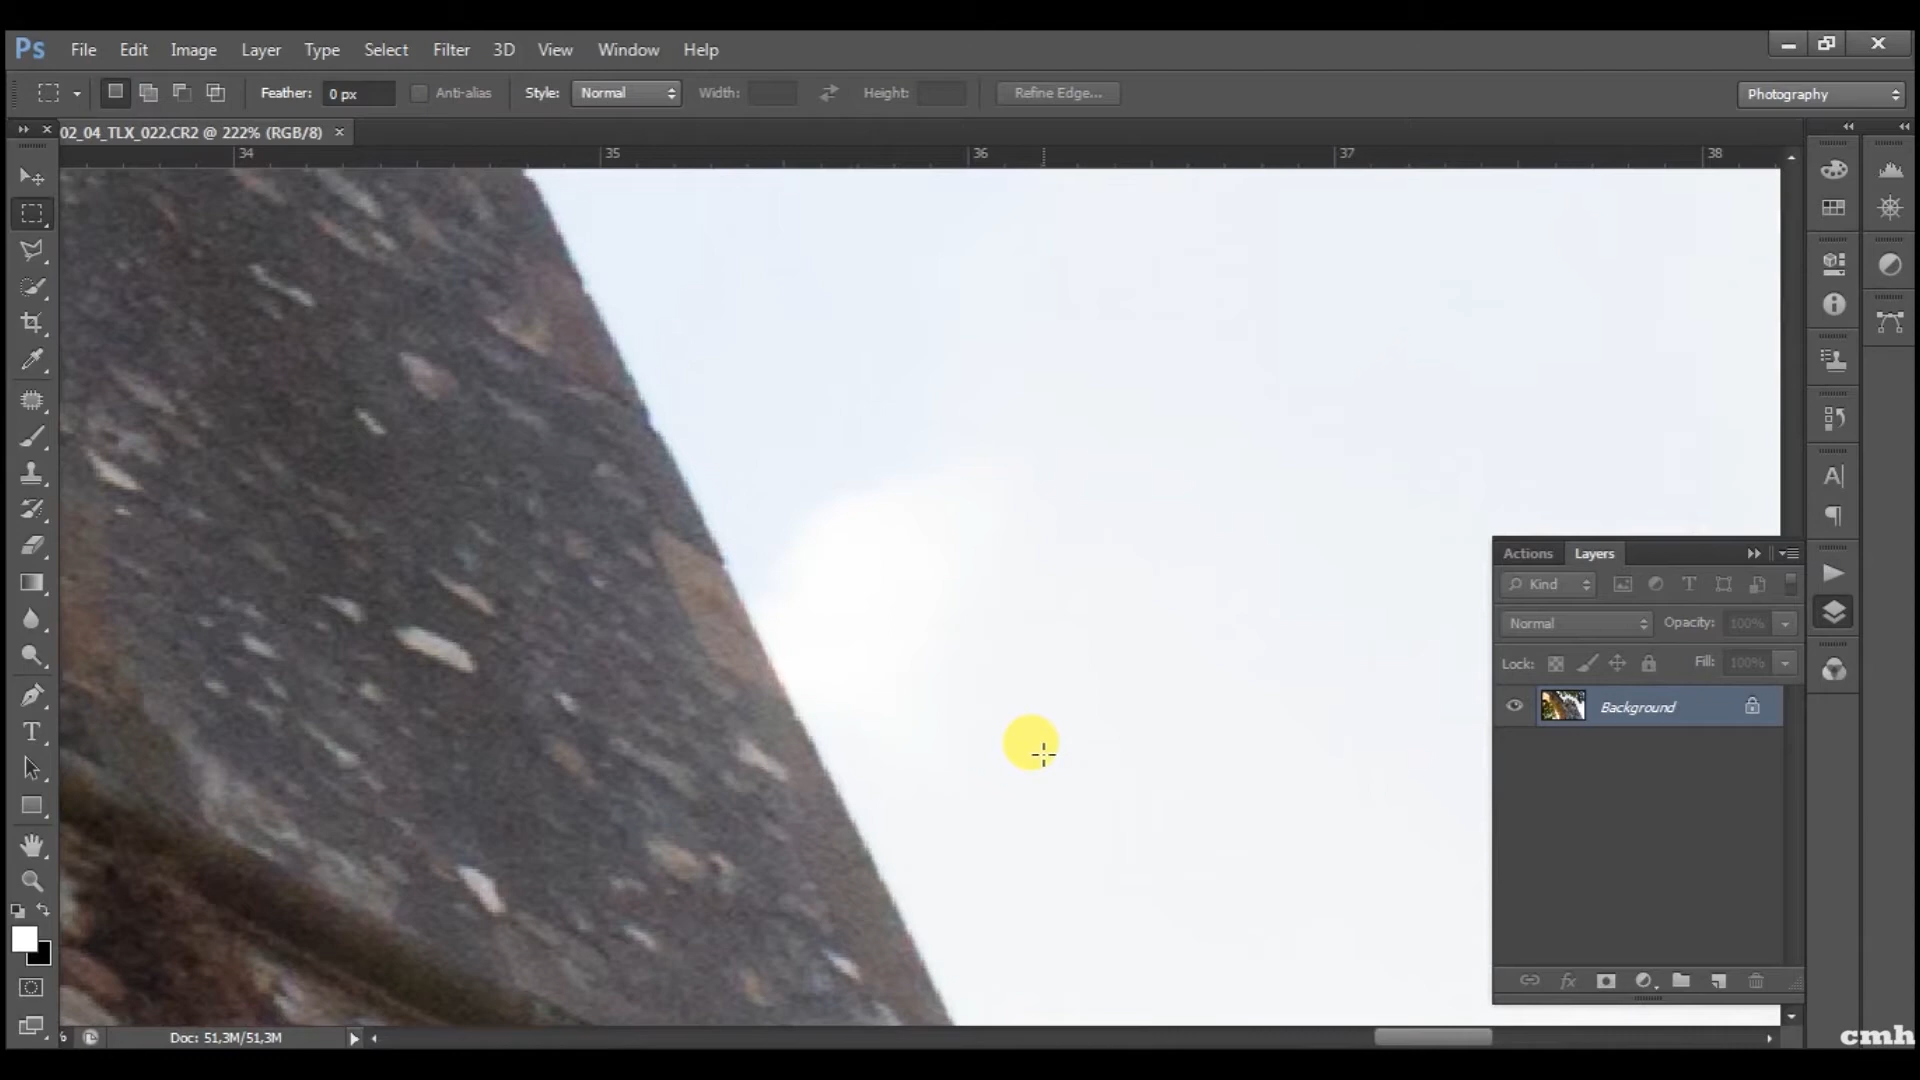 Ps File Edit Image Layer Type Select Filter 3D View Window Help
Feather: 0 px Anti-alias Style: Normal Width: Height: Refine Edge... Photography
02_04_TLX_022.CR2 @ 222% (RGB/8) ×
34 35 36 37 38
Actions Layers
Kind
Normal Opacity: 100%
Lock: Fill: 100%
Background
fx
% Doc: 51,3M/51,3M
cmh